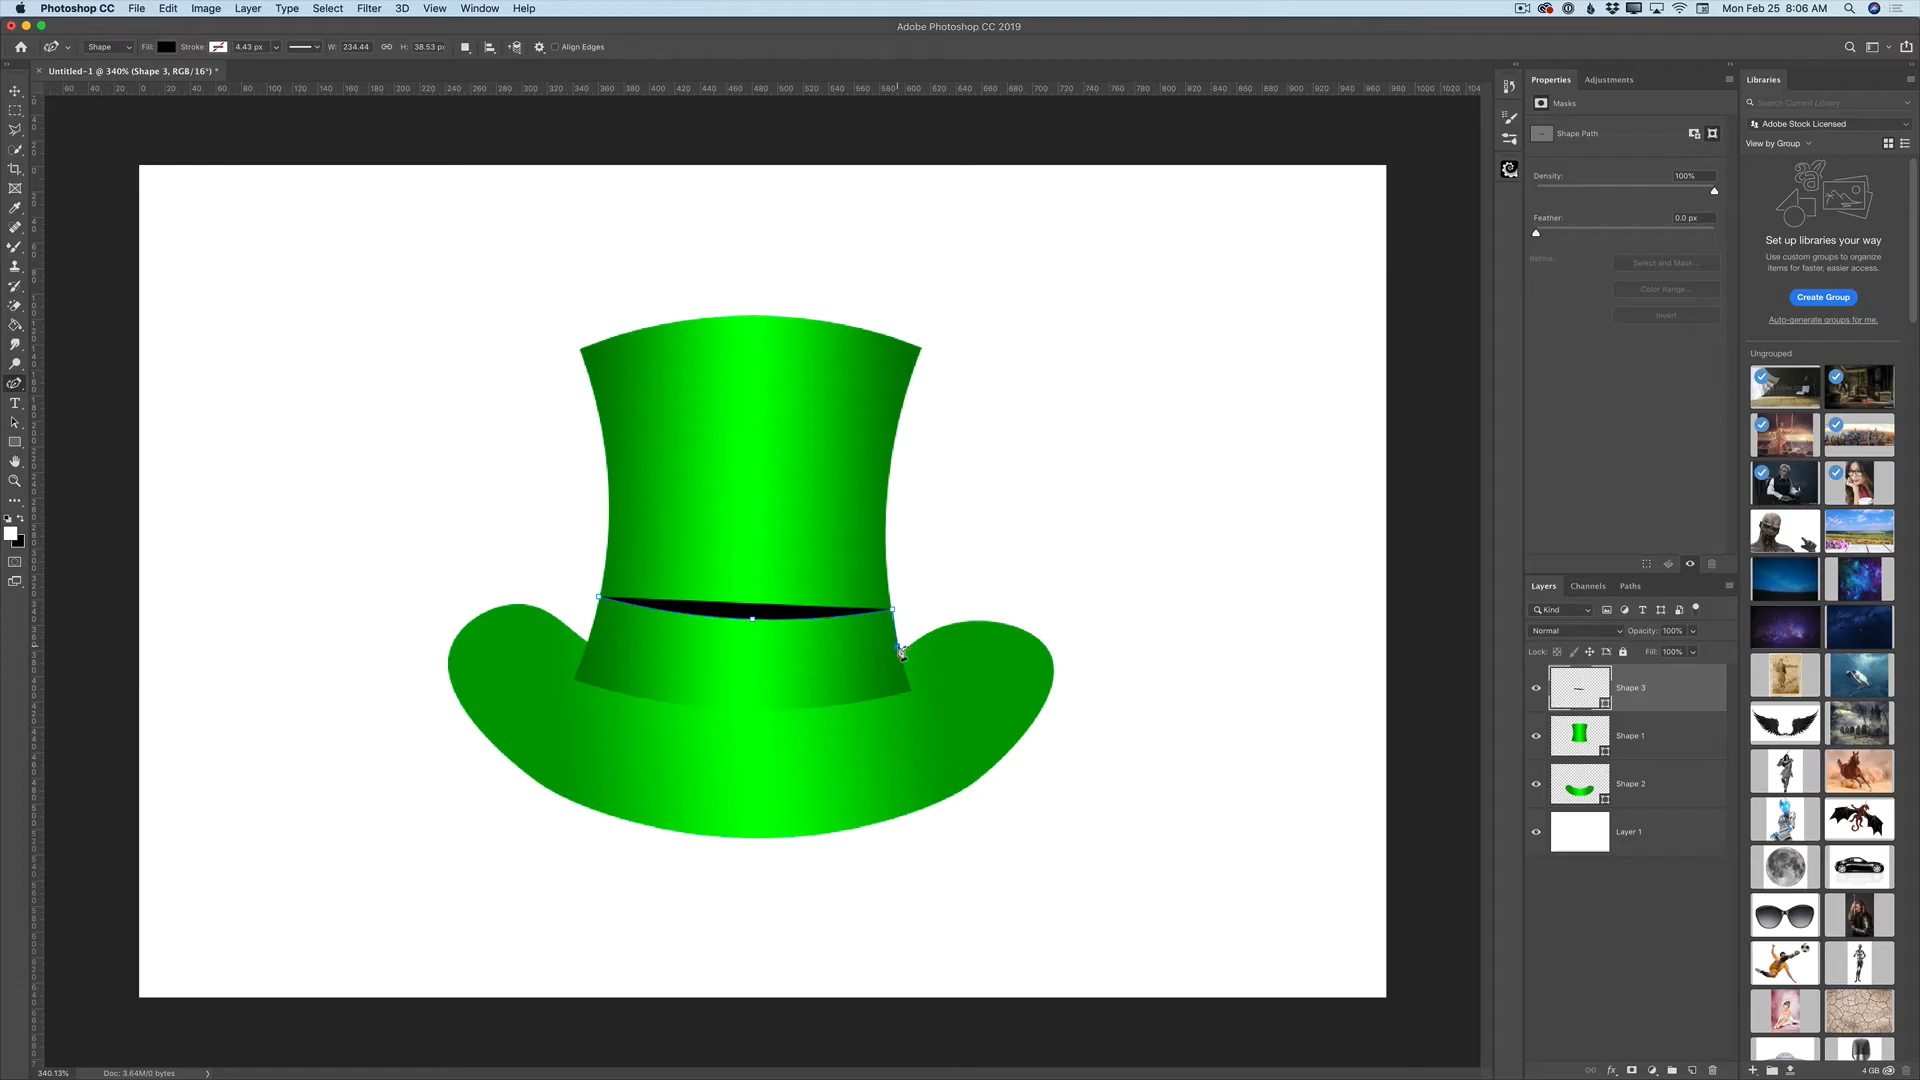 Photoshop CC File Edit Image Layer Type Select Filter 3D View Window Help Mon Feb 25 8:06 AM
Adobe Photoshop CC 2019
Shape Fill: Stroke: 4.43 px W: 234.44 H: 38.53 px Align Edges
Untitled-1 @ 340% (Shape 3, RGB/16*) *
Properties Adjustments
Masks
Shape Path
Density: 100%
Feather: 0.0 px
Refine: Select and Mask...
Color Range...
Invert
Layers Channels Paths
Kind
Normal Opacity: 100%
Lock: Fill: 100%
Shape 3
Shape 1
Shape 2
Layer 1
Libraries
Search Current Library
Adobe Stock Licensed
View by Group
Set up libraries your way
Use custom groups to organize
items for faster, easier access.
Create Group
Auto-generate groups for me.
Ungrouped
4 GB
340.13% Doc: 3.64M/0 bytes